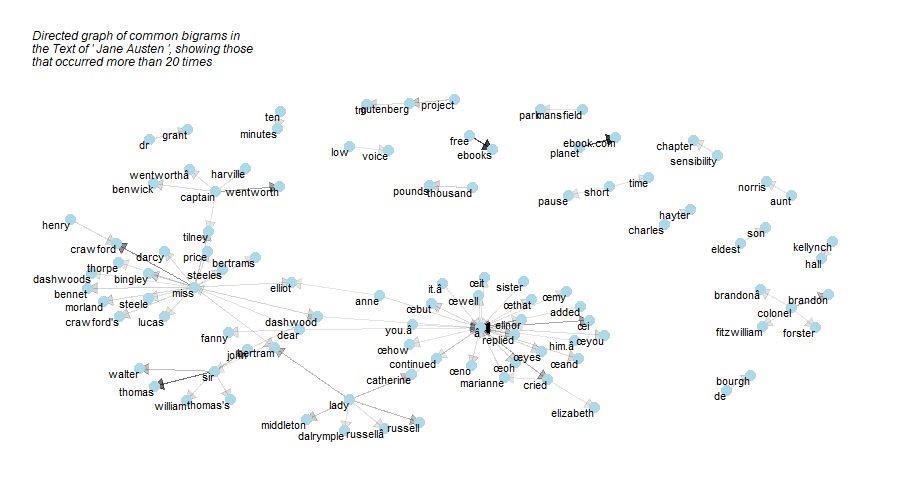 Directed graph of common bigrams in
the Text of ' Jane Austen ', showing those
that occurred more than 20 times
gutenberg
project
ten
parkmansfield
grant
minutes
dr
free
ebook.com
chapter
low
voice
ebooks
planet
sensibility
wentworthâ
harville
benwick
captain
wentworth
pounds
thousand
pause
short
time
norris
aunt
henry
tilney
charles
hayter
son
crawford
darcy
price
eldest
kellynch
thorpe
bertrams
hall
dashwoods
bingley
steeles
bennet
miss
elliot
it.â
œit
sister
morland
steele
anne
œwell
œmy
brandonâ
brandon
œbut
œthat
added
colonel
crawford's
lucas
dashwood
elinor
œi
fanny
dear
you.â
â
replied
him.â
œyou
fitzwilliam
forster
john
bertram
œhow
œyes
continued
œoh
œand
walter
sir
catherine
œno
marianne
cried
bourgh
thomas
de
william
thomas's
lady
elizabeth
middleton
dalrymple
russellâ
russell